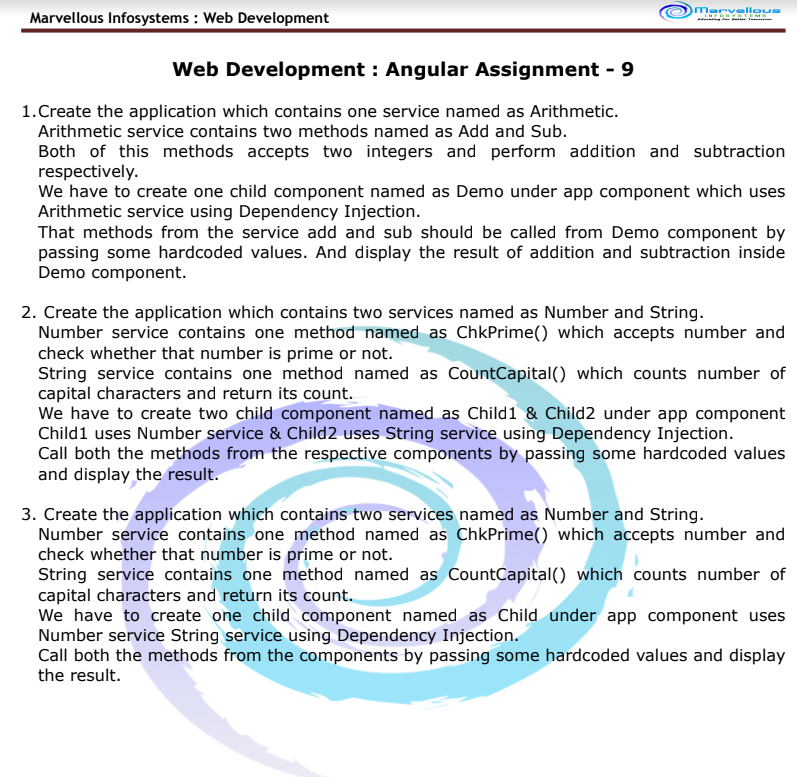 Marvellous Infosystems : Web Development
Marvellous
INFOSYSTEMS
Educating for Better Tomorrow
Web Development : Angular Assignment - 9
1.Create the application which contains one service named as Arithmetic.
Arithmetic service contains two methods named as Add and Sub.
Both of this methods accepts two integers and perform addition and subtraction
respectively.
We have to create one child component named as Demo under app component which uses
Arithmetic service using Dependency Injection.
That methods from the service add and sub should be called from Demo component by
passing some hardcoded values. And display the result of addition and subtraction inside
Demo component.
2. Create the application which contains two services named as Number and String.
Number service contains one method named as ChkPrime() which accepts number and
check whether that number is prime or not.
String service contains one method named as CountCapital() which counts number of
capital characters and return its count.
We have to create two child component named as Child1 & Child2 under app component
Child1 uses Number service & Child2 uses String service using Dependency Injection.
Call both the methods from the respective components by passing some hardcoded values
and display the result.
3. Create the application which contains two services named as Number and String.
Number service contains one method named as ChkPrime() which accepts number and
check whether that number is prime or not.
String service contains one method named as CountCapital() which counts number of
capital characters and return its count.
We have to create one child component named as Child under app component uses
Number service String service using Dependency Injection.
Call both the methods from the components by passing some hardcoded values and display
the result.